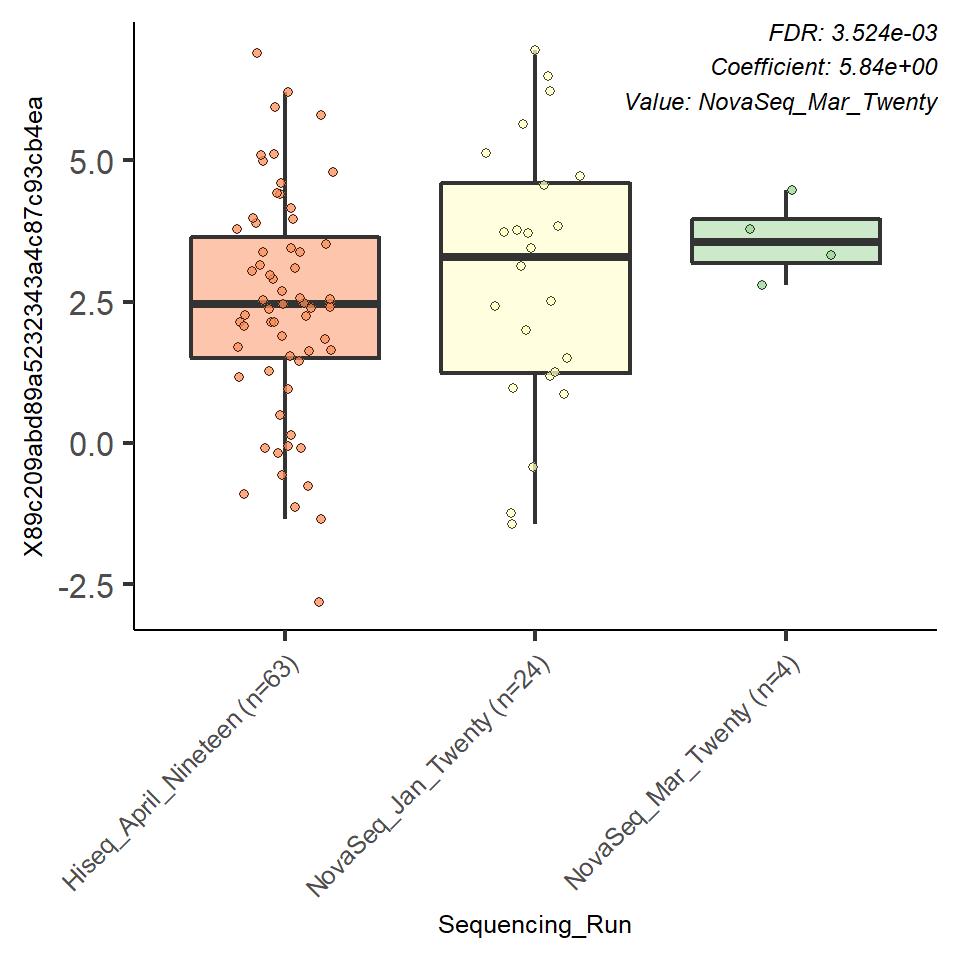 FDR: 3.524e-03
Coefficient: 5.84e+00
Value: NovaSeq_Mar_Twenty
X89c209abd89a5232343a4c87c93cb4ea
5.0
2.5
0.0
-2.5
Hiseq_April_Nineteen (n=63)
NovaSeq_Jan_Twenty (n=24)
NovaSeq_Mar_Twenty (n=4)
Sequencing_Run